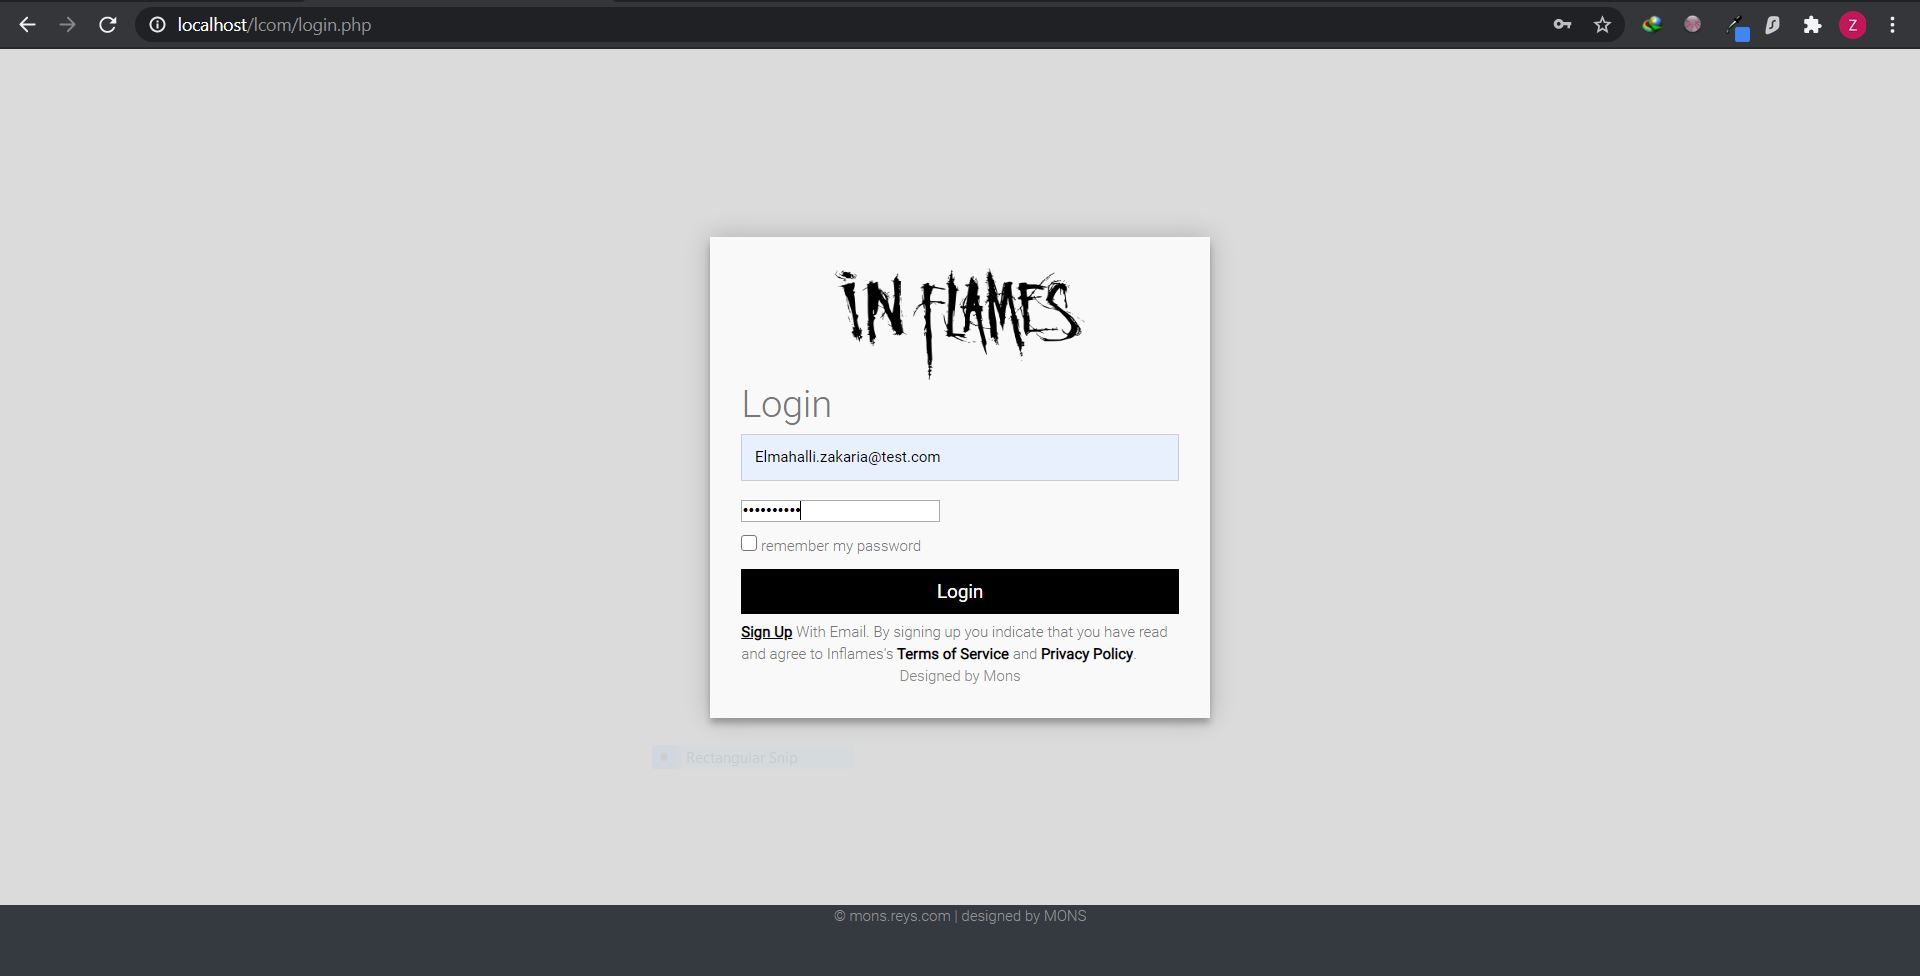 localhost/lcom/login.php
Z
IN FLAMES
Login
Elmahalli.zakaria@test.com
••••••••••
remember my password
Login
Sign Up With Email. By signing up you indicate that you have read
and agree to Inflames's Terms of Service and Privacy Policy.
Designed by Mons
Rectangular Snip
© mons.reys.com | designed by MONS